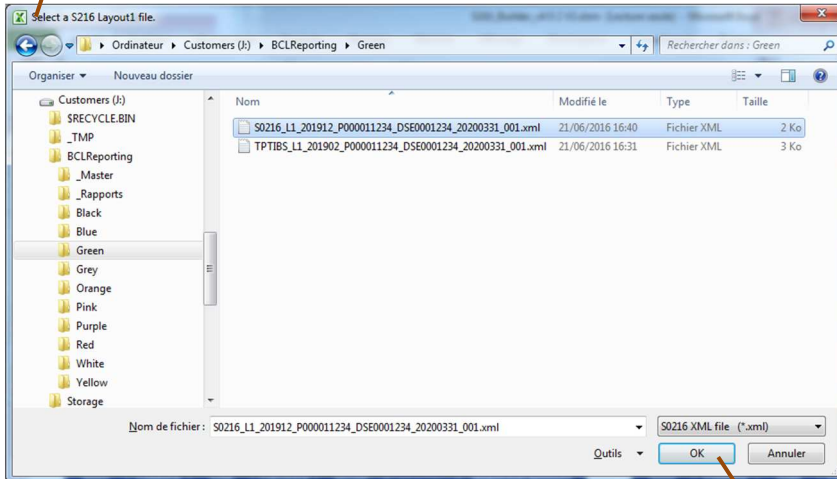 Select a S216 Layout1 file.
Ordinateur Customers (J:) BCLReporting Green Rechercher dans : Green
Organiser Nouveau dossier
Customers (J:)
$RECYCLE.BIN
_TMP
BCLReporting
_Master
_Rapports
Black
Blue
Green
Grey
Orange
Pink
Purple
Red
White
Yellow
Storage
Nom Modifié le Type Taille
S0216_L1_201912_P000011234_DSE0001234_20200331_001.xml 21/06/2016 16:40 Fichier XML 2 Ko
TPTIBS_L1_201902_P000011234_DSE0001234_20200331_001.xml 21/06/2016 16:31 Fichier XML 3 Ko
Nom de fichier : S0216_L1_201912_P000011234_DSE0001234_20200331_001.xml S0216 XML file (*.xml)
Outils OK Annuler